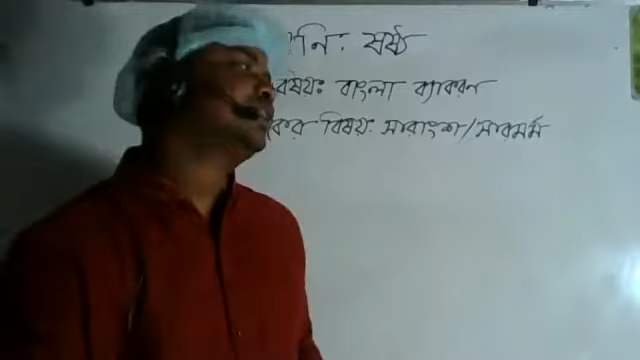 নি: ষষ্ঠ
বিষয়ঃ বাংলা ব্যাকরণ
কের বিষয়: সারাংশ/সারমর্ম